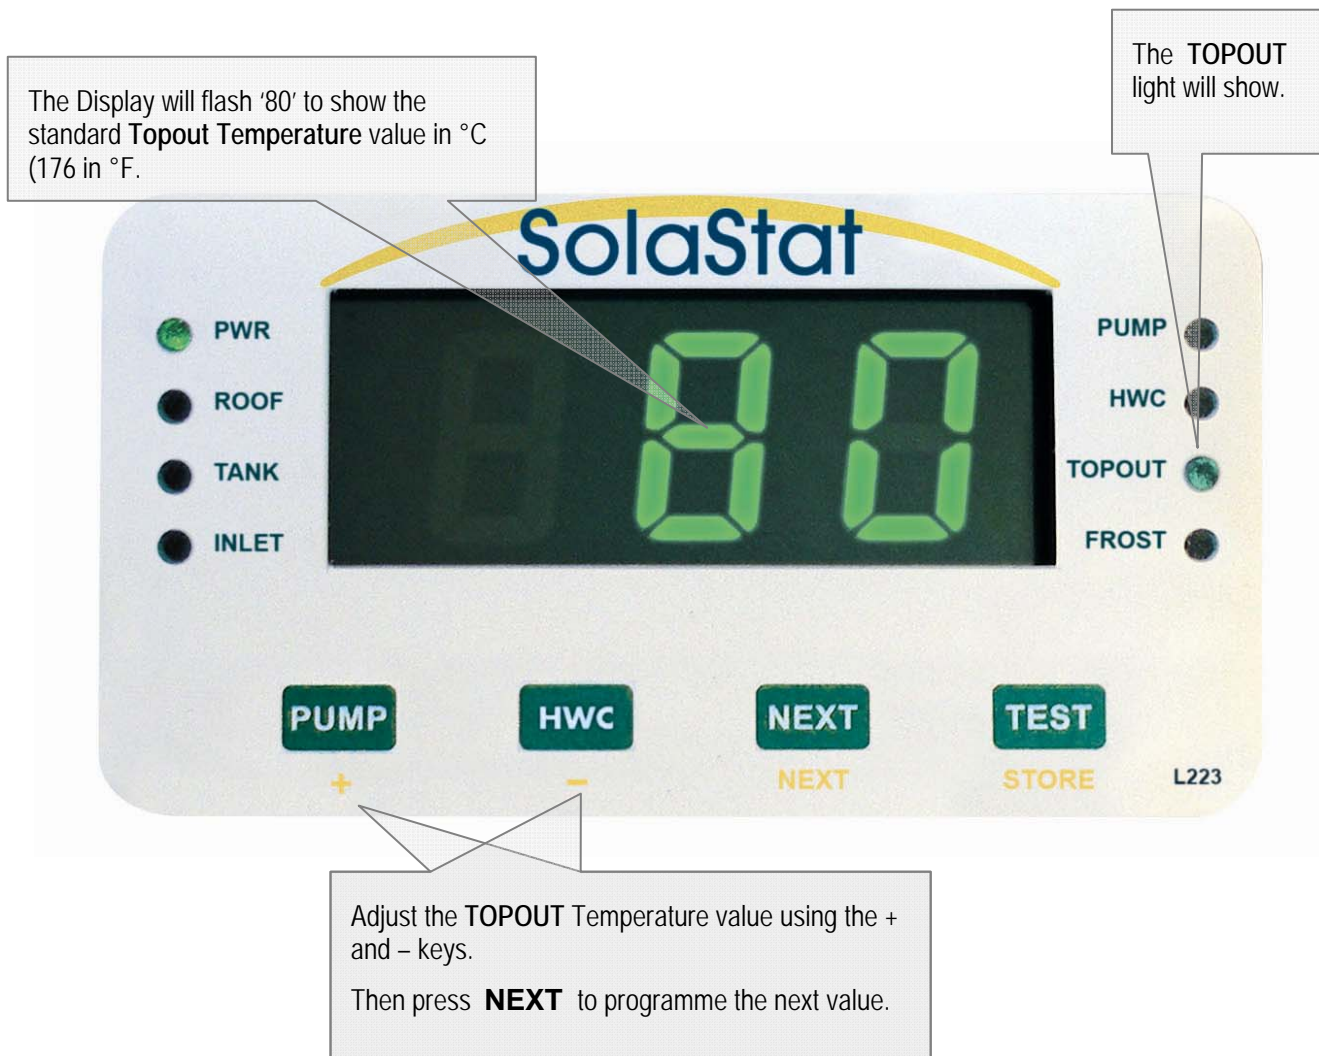 The Display will flash ‘80’ to show the
standard Topout Temperature value in °C
(176 in °F.
The TOPOUT
light will show.
SolaStat
PWR
ROOF
TANK
INLET
80
PUMP
HWC
TOPOUT
FROST
PUMP
HWC
NEXT
TEST
+
–
NEXT
STORE
L223
Adjust the TOPOUT Temperature value using the +
and – keys.
Then press NEXT to programme the next value.